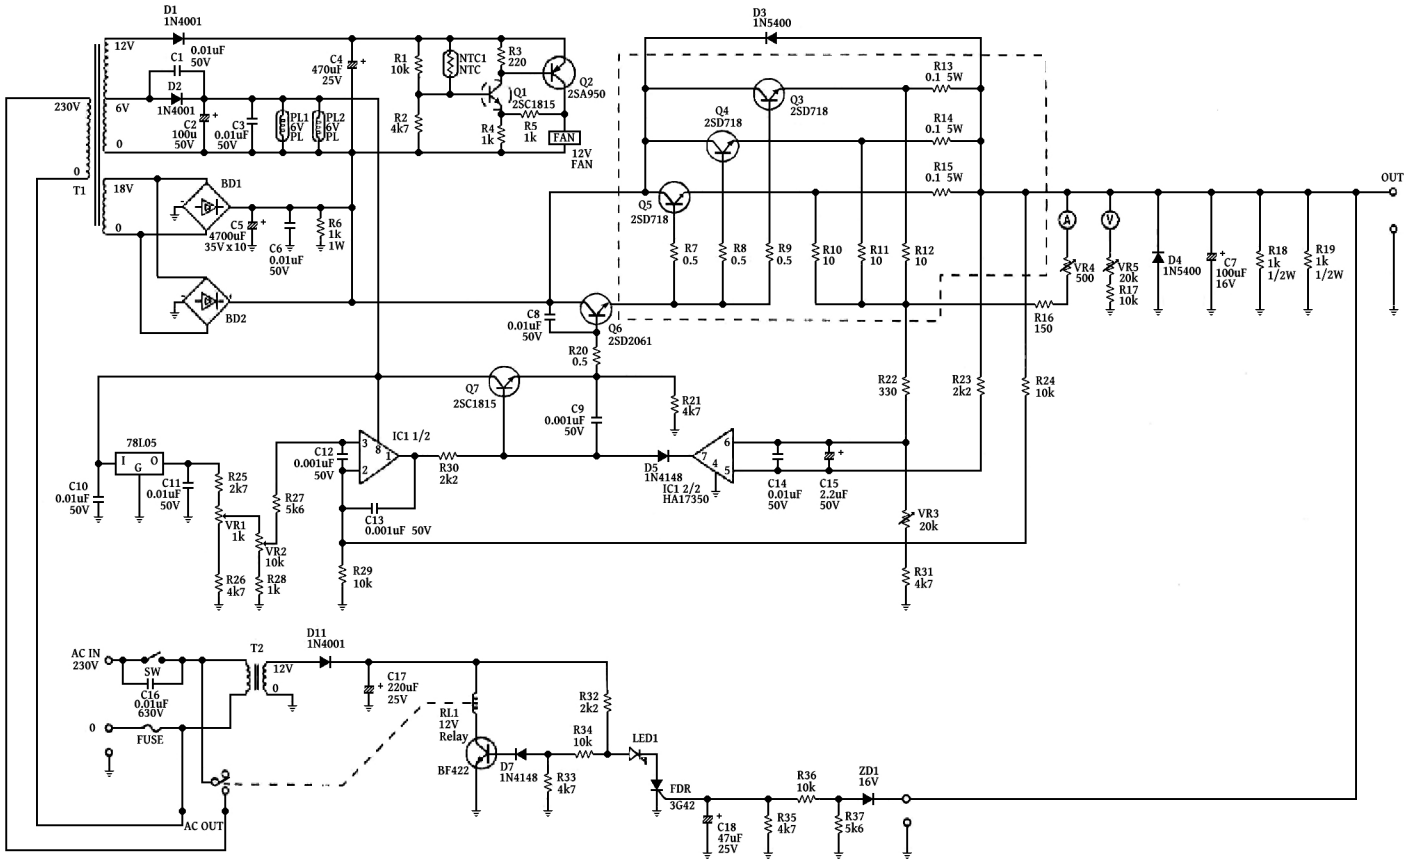 D1
1N4001
12V
0.01uF
50V
C1
D2
1N4001
6V
230V
0
0
T1
C2
100u
50V
C3
0.01uF
50V
PL1
6V
PL
PL2
6V
PL
C4
470uF
25V
R1
10k
R2
4k7
NTC1
NTC
R3
220
Q1
2SC1815
R4
1k
R5
1k
Q2
2SA950
FAN
12V
FAN
18V
0
BD1
C5
4700uF
35V x 10
C6
0.01uF
50V
R6
1k
1W
BD2
D3
1N5400
Q3
2SD718
Q4
2SD718
Q5
2SD718
R13
0.1 5W
R14
0.1 5W
R15
0.1 5W
R7
0.5
R8
0.5
R9
0.5
R10
10
R11
10
R12
10
A
V
VR4
500
VR5
20k
R17
10k
R16
150
D4
1N5400
C7
100uF
16V
R18
1k
1/2W
R19
1k
1/2W
OUT
C8
0.01uF
50V
Q6
2SD2061
R20
0.5
Q7
2SC1815
C9
0.001uF
50V
R21
4k7
R22
330
R23
2k2
R24
10k
78L05
I
O
G
C10
0.01uF
50V
C11
0.01uF
50V
R25
2k7
VR1
1k
VR2
10k
R26
4k7
R28
1k
R27
5k6
C12
0.001uF
50V
IC1 1/2
3
8
1
2
R30
2k2
C13
0.001uF 50V
R29
10k
D5
1N4148
IC1 2/2
HA17350
6
7
4
5
C14
0.01uF
50V
C15
2.2uF
50V
VR3
20k
R31
4k7
AC IN
230V
SW
C16
0.01uF
630V
0
FUSE
AC OUT
T2
12V
0
D11
1N4001
C17
220uF
25V
RL1
12V
Relay
BF422
D7
1N4148
R33
4k7
R34
10k
R32
2k2
LED1
FDR
3G42
C18
47uF
25V
R35
4k7
R36
10k
R37
5k6
ZD1
16V